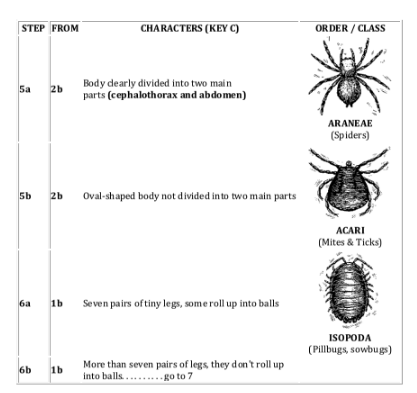 STEP FROM CHARACTERS (KEY C) ORDER / CLASS
5a 2b Body clearly divided into two main
parts (cephalothorax and abdomen)
ARANEAE
(Spiders)
5b 2b Oval-shaped body not divided into two main parts
ACARI
(Mites & Ticks)
6a 1b Seven pairs of tiny legs, some roll up into balls
ISOPODA
(Pillbugs, sowbugs)
6b 1b More than seven pairs of legs, they don't roll up
into balls. . . . . . . . . . go to 7